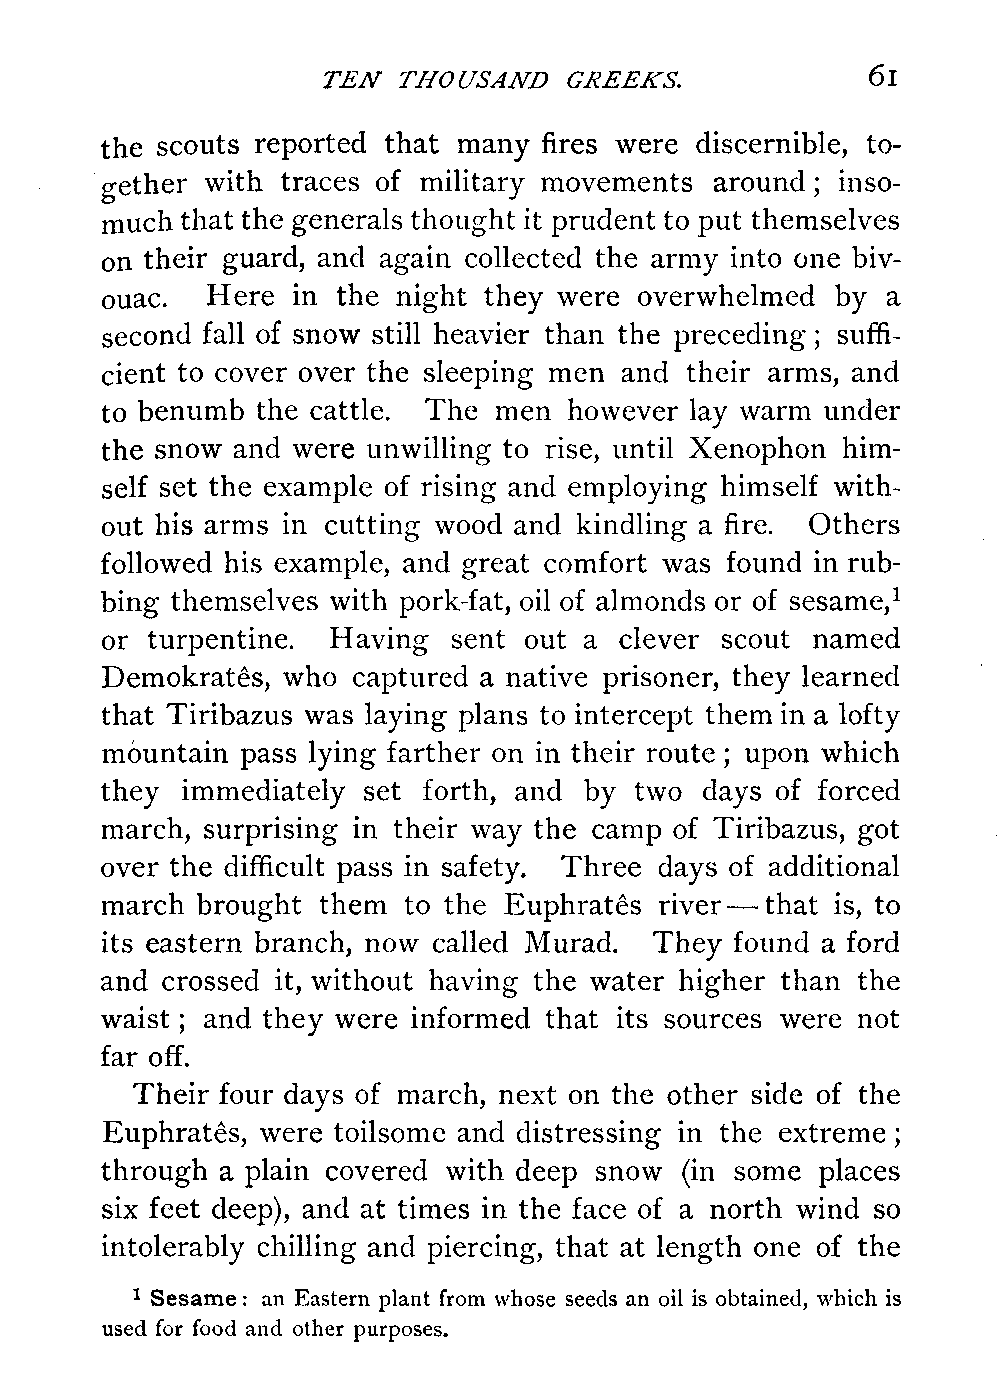 TEN THOUSAND GREEKS. 61
the scouts reported that many fires were discernible, to-
gether with traces of military movements around; inso-
much that the generals thought it prudent to put themselves
on their guard, and again collected the army into one biv-
ouac. Here in the night they were overwhelmed by a
second fall of snow still heavier than the preceding; suffi-
cient to cover over the sleeping men and their arms, and
to benumb the cattle. The men however lay warm under
the snow and were unwilling to rise, until Xenophon him-
self set the example of rising and employing himself with-
out his arms in cutting wood and kindling a fire. Others
followed his example, and great comfort was found in rub-
bing themselves with pork-fat, oil of almonds or of sesame,¹
or turpentine. Having sent out a clever scout named
Demokratês, who captured a native prisoner, they learned
that Tiribazus was laying plans to intercept them in a lofty
mountain pass lying farther on in their route; upon which
they immediately set forth, and by two days of forced
march, surprising in their way the camp of Tiribazus, got
over the difficult pass in safety. Three days of additional
march brought them to the Euphratês river — that is, to
its eastern branch, now called Murad. They found a ford
and crossed it, without having the water higher than the
waist; and they were informed that its sources were not
far off.
Their four days of march, next on the other side of the
Euphratês, were toilsome and distressing in the extreme;
through a plain covered with deep snow (in some places
six feet deep), and at times in the face of a north wind so
intolerably chilling and piercing, that at length one of the
¹ Sesame: an Eastern plant from whose seeds an oil is obtained, which is
used for food and other purposes.